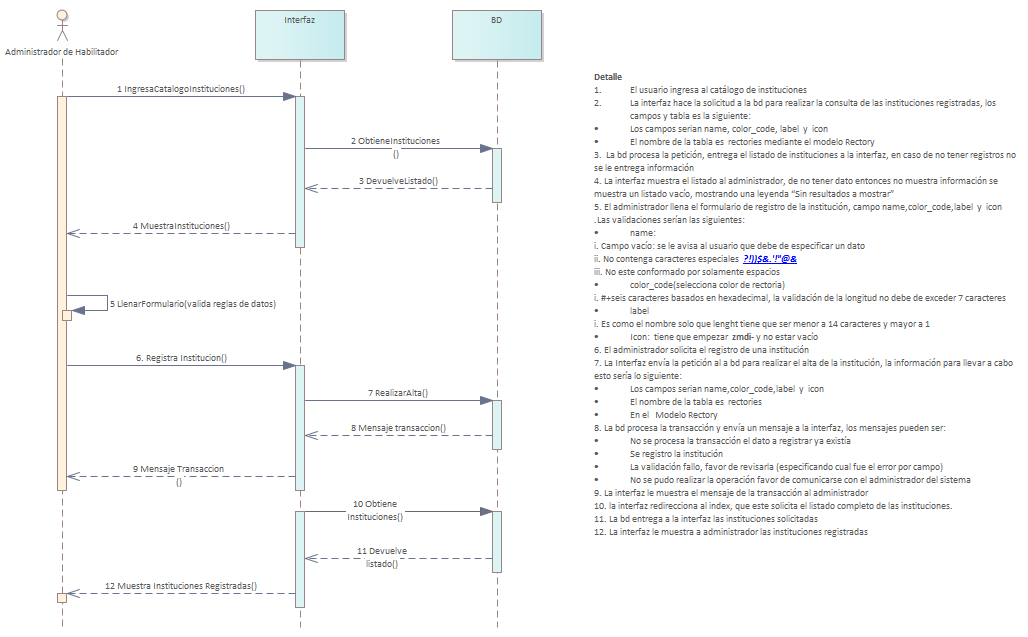 Interfaz
BD
Administrador de Habilitador
1 IngresaCatalogoInstituciones()
2 ObtieneInstituciones
()
3 DevuelveListado()
4 MuestraInstituciones()
5 LlenarFormulario(valida reglas de datos)
6. Registra Institucion()
7 RealizarAlta()
8 Mensaje transaccion()
9 Mensaje Transaccion
()
10 Obtiene
Instituciones()
11 Devuelve
listado()
12 Muestra Instituciones Registradas()
Detalle
1. El usuario ingresa al catálogo de instituciones
2. La interfaz hace la solicitud a la bd para realizar la consulta de las instituciones registradas, los
campos y tabla es la siguiente:
• Los campos serian name, color_code, label y icon
• El nombre de la tabla es rectories mediante el modelo Rectory
3. La bd procesa la petición, entrega el listado de instituciones a la interfaz, en caso de no tener registros no
se le entrega información
4. La interfaz muestra el listado al administrador, de no tener dato entonces no muestra información se
muestra un listado vacío, mostrando una leyenda "Sin resultados a mostrar"
5. El administrador llena el formulario de registro de la institución, campo name,color_code,label y icon
.Las validaciones serían las siguientes:
• name:
i. Campo vacío: se le avisa al usuario que debe de especificar un dato
ii. No contenga caracteres especiales ?!))$&.'!"@&
iii. No este conformado por solamente espacios
• color_code(selecciona color de rectoria)
i. #+seis caracteres basados en hexadecimal, la validación de la longitud no debe de exceder 7 caracteres
• label
i. Es como el nombre solo que lenght tiene que ser menor a 14 caracteres y mayor a 1
• Icon: tiene que empezar zmdi- y no estar vacío
6. El administrador solicita el registro de una institución
7. La Interfaz envía la petición al a bd para realizar el alta de la institución, la información para llevar a cabo
esto sería lo siguiente:
• Los campos serian name,color_code,label y icon
• El nombre de la tabla es rectories
• En el Modelo Rectory
8. La bd procesa la transacción y envía un mensaje a la interfaz, los mensajes pueden ser:
• No se procesa la transacción el dato a registrar ya existía
• Se registro la institución
• La validación fallo, favor de revisarla (especificando cual fue el error por campo)
• No se pudo realizar la operación favor de comunicarse con el administrador del sistema
9. La interfaz le muestra el mensaje de la transacción al administrador
10. la interfaz redirecciona al index, que este solicita el listado completo de las instituciones.
11. La bd entrega a la interfaz las instituciones solicitadas
12. La interfaz le muestra a administrador las instituciones registradas